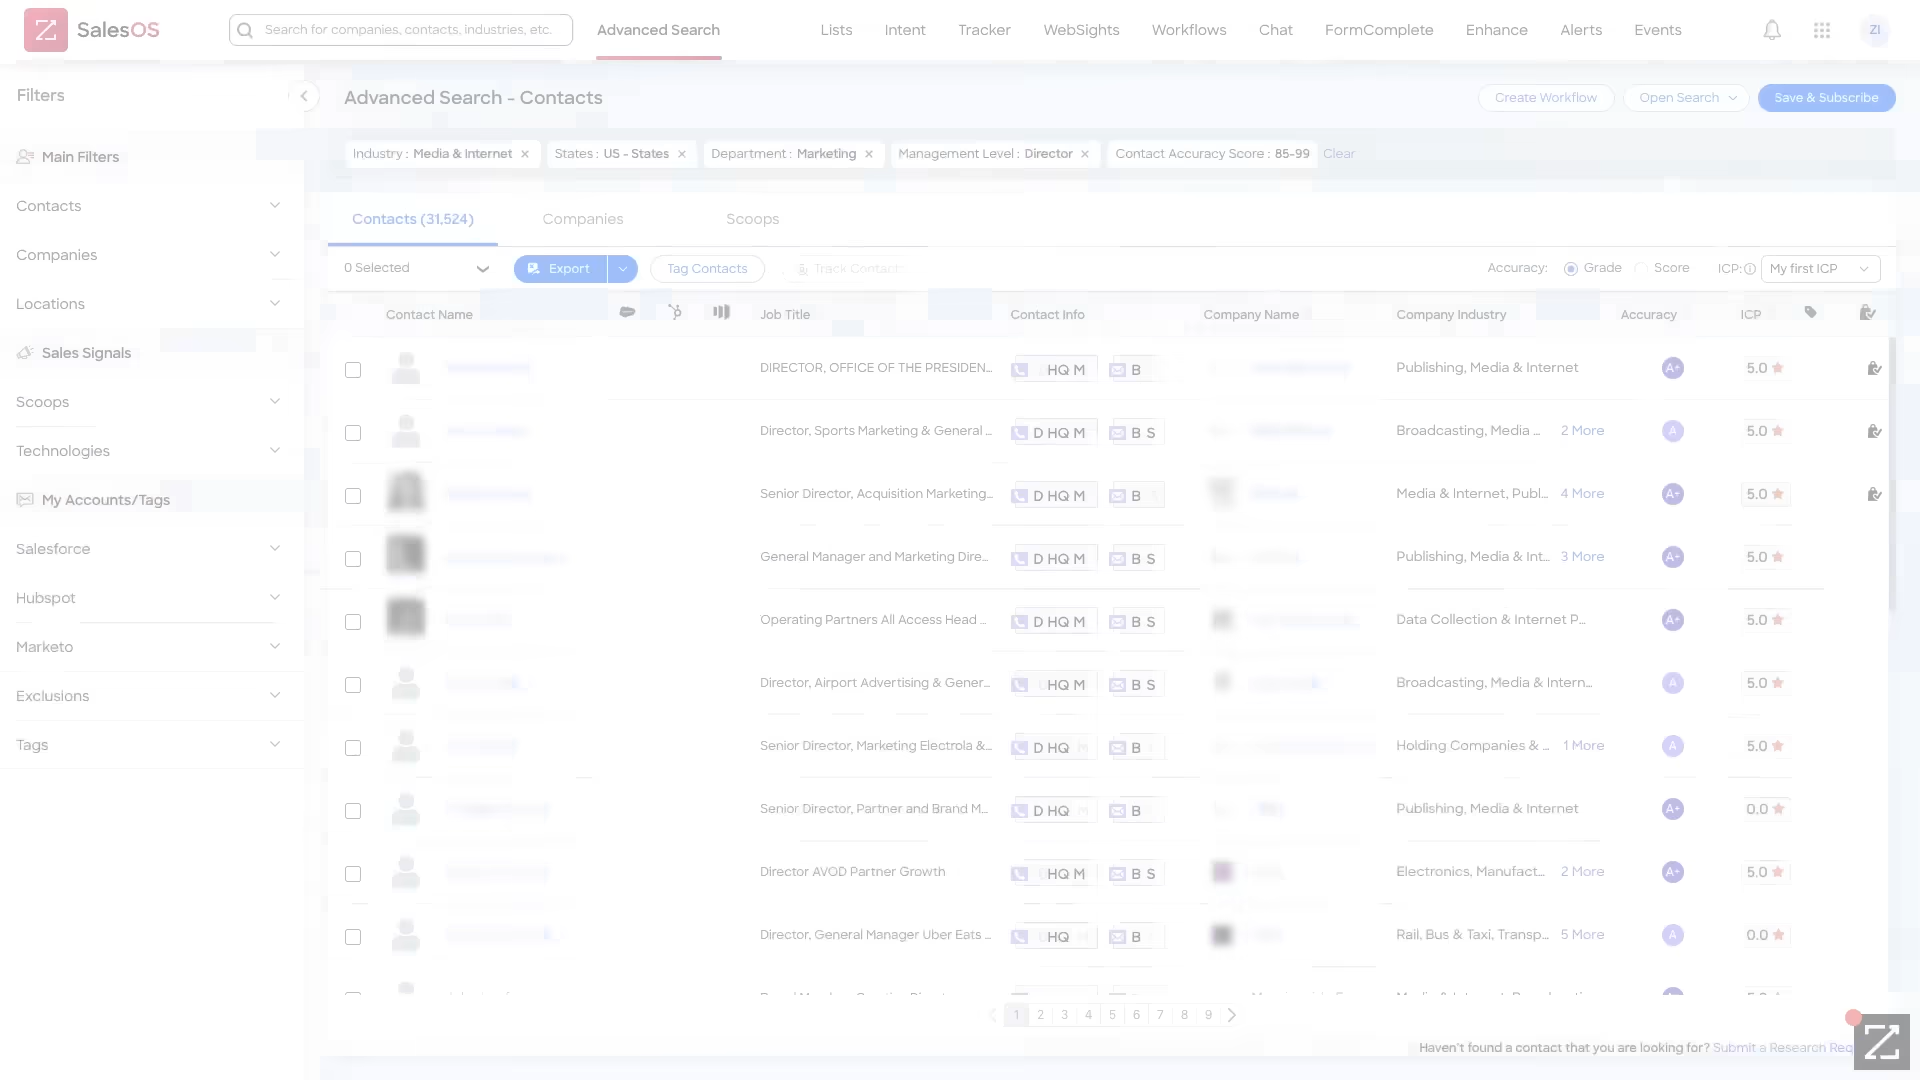 SalesOS
Search for companies, contacts, industries, etc.
Advanced Search
Lists
Intent
Tracker
WebSights
Workflows
Chat
FormComplete
Enhance
Alerts
Events
ZI
Filters
Main Filters
Contacts
Companies
Locations
Sales Signals
Scoops
Technologies
My Accounts/Tags
Salesforce
Hubspot
Marketo
Exclusions
Tags
Advanced Search - Contacts
Create Workflow
Open Search
Save & Subscribe
Industry : Media & Internet ×
States : US - States ×
Department : Marketing ×
Management Level : Director ×
Contact Accuracy Score : 85-99
Clear
Contacts (31,524)
Companies
Scoops
0 Selected
Export
Tag Contacts
Track Contacts
Accuracy:
Grade
Score
ICP:
My first ICP
Contact Name Job Title Contact Info Company Name Company Industry Accuracy ICP
DIRECTOR, OFFICE OF THE PRESIDEN... HQ M B Publishing, Media & Internet A+ 5.0
Director, Sports Marketing & General ... D HQ M B S Broadcasting, Media ... 2 More A 5.0
Senior Director, Acquisition Marketing... D HQ M B Media & Internet, Publ... 4 More A+ 5.0
General Manager and Marketing Dire... D HQ M B S Publishing, Media & Int... 3 More A+ 5.0
Operating Partners All Access Head ... D HQ M B S Data Collection & Internet P... A+ 5.0
Director, Airport Advertising & Gener... HQ M B S Broadcasting, Media & Intern... A 5.0
Senior Director, Marketing Electrola &... D HQ B Holding Companies & ... 1 More A 5.0
Senior Director, Partner and Brand M... D HQ B Publishing, Media & Internet A+ 0.0
Director AVOD Partner Growth HQ M B S Electronics, Manufact... 2 More A+ 5.0
Director, General Manager Uber Eats ... HQ B Rail, Bus & Taxi, Transp... 5 More A 0.0
1 2 3 4 5 6 7 8 9
Haven't found a contact that you are looking for? Submit a Research Req